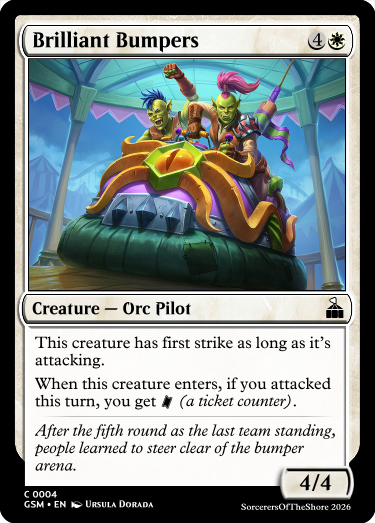 Brilliant Bumpers 4
Creature — Orc Pilot
This creature has first strike as long as it's
attacking.
When this creature enters, if you attacked
this turn, you get (a ticket counter).
After the fifth round as the last team standing,
people learned to steer clear of the bumper
arena.
4/4
C 0004
GSM • EN Ursula Dorada
SorcerersOfTheShore 2026